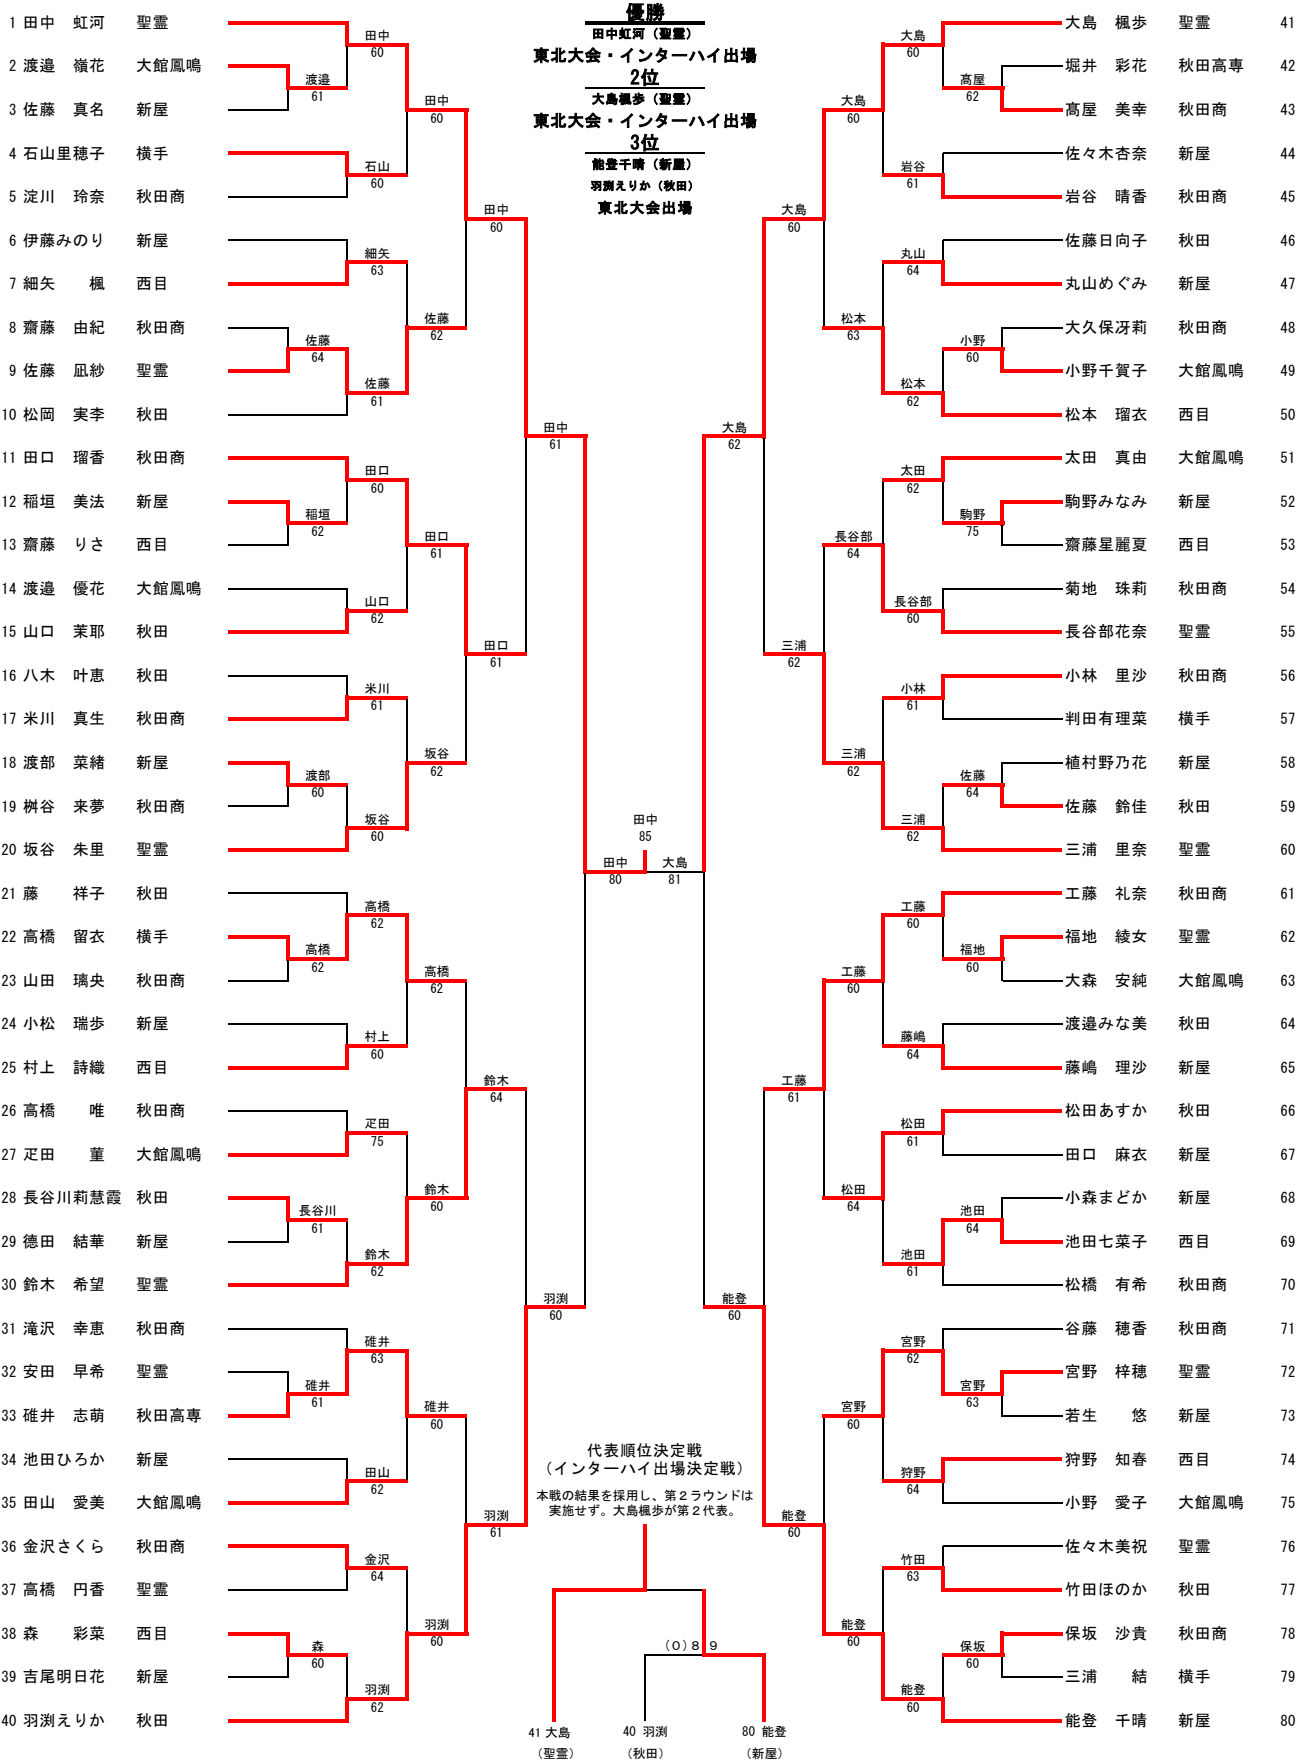 優勝
田中虹河（聖霊）
東北大会・インターハイ出場
2位
大島楓歩（聖霊）
東北大会・インターハイ出場
3位
能登千晴（新屋）
羽渕えりか（秋田）
東北大会出場
1 田中　虹河　聖霊
2 渡邉　嶺花　大館鳳鳴
3 佐藤　真名　新屋
4 石山里穂子　横手
5 淀川　玲奈　秋田商
6 伊藤みのり　新屋
7 細矢　楓　西目
8 齋藤　由紀　秋田商
9 佐藤　凪紗　聖霊
10 松岡　実李　秋田
11 田口　瑠香　秋田商
12 稲垣　美法　新屋
13 齋藤　りさ　西目
14 渡邉　優花　大館鳳鳴
15 山口　茉耶　秋田
16 八木　叶恵　秋田
17 米川　真生　秋田商
18 渡部　菜緒　新屋
19 桝谷　来夢　秋田商
20 坂谷　朱里　聖霊
21 藤　祥子　秋田
22 高橋　留衣　横手
23 山田　璃央　秋田商
24 小松　瑞歩　新屋
25 村上　詩織　西目
26 高橋　唯　秋田商
27 疋田　菫　大館鳳鳴
28 長谷川莉慧霞　秋田
29 德田　結華　新屋
30 鈴木　希望　聖霊
31 滝沢　幸恵　秋田商
32 安田　早希　聖霊
33 碓井　志萌　秋田高専
34 池田ひろか　新屋
35 田山　愛美　大館鳳鳴
36 金沢さくら　秋田商
37 高橋　円香　聖霊
38 森　彩菜　西目
39 吉尾明日花　新屋
40 羽渕えりか　秋田
渡邉
61
佐藤
64
稲垣
62
渡部
60
高橋
62
長谷川
61
碓井
61
森
60
田中
60
石山
60
細矢
63
佐藤
61
田口
60
山口
62
米川
61
坂谷
60
高橋
62
村上
60
疋田
75
鈴木
62
碓井
63
田山
62
金沢
64
羽渕
62
田中
60
佐藤
62
田口
61
坂谷
62
高橋
62
鈴木
60
碓井
60
羽渕
60
田中
60
田口
61
鈴木
64
羽渕
61
田中
61
羽渕
60
田中
80
田中
85
大島
81
大島
62
能登
60
大島
60
三浦
62
工藤
61
能登
60
大島
60
松本
63
長谷部
64
三浦
62
工藤
60
松田
64
宮野
60
能登
60
大島
60
岩谷
61
丸山
64
松本
62
太田
62
長谷部
60
小林
61
三浦
62
工藤
60
藤嶋
64
松田
61
池田
61
宮野
62
狩野
64
竹田
63
能登
60
髙屋
62
小野
60
駒野
75
佐藤
64
福地
60
池田
64
宮野
63
保坂
60
大島　楓歩　聖霊　41
堀井　彩花　秋田高専　42
髙屋　美幸　秋田商　43
佐々木杏奈　新屋　44
岩谷　晴香　秋田商　45
佐藤日向子　秋田　46
丸山めぐみ　新屋　47
大久保冴莉　秋田商　48
小野千賀子　大館鳳鳴　49
松本　瑠衣　西目　50
太田　真由　大館鳳鳴　51
駒野みなみ　新屋　52
齋藤星麗夏　西目　53
菊地　珠莉　秋田商　54
長谷部花奈　聖霊　55
小林　里沙　秋田商　56
判田有理菜　横手　57
植村野乃花　新屋　58
佐藤　鈴佳　秋田　59
三浦　里奈　聖霊　60
工藤　礼奈　秋田商　61
福地　綾女　聖霊　62
大森　安純　大館鳳鳴　63
渡邉みな美　秋田　64
藤嶋　理沙　新屋　65
松田あすか　秋田　66
田口　麻衣　新屋　67
小森まどか　新屋　68
池田七菜子　西目　69
松橋　有希　秋田商　70
谷藤　穂香　秋田商　71
宮野　梓穂　聖霊　72
若生　悠　新屋　73
狩野　知春　西目　74
小野　愛子　大館鳳鳴　75
佐々木美祝　聖霊　76
竹田ほのか　秋田　77
保坂　沙貴　秋田商　78
三浦　結　横手　79
能登　千晴　新屋　80
代表順位決定戦
（インターハイ出場決定戦）
本戦の結果を採用し、第２ラウンドは
実施せず。大島楓歩が第２代表。
(0)8 9
41 大島
（聖霊）
40 羽渕
（秋田）
80 能登
（新屋）